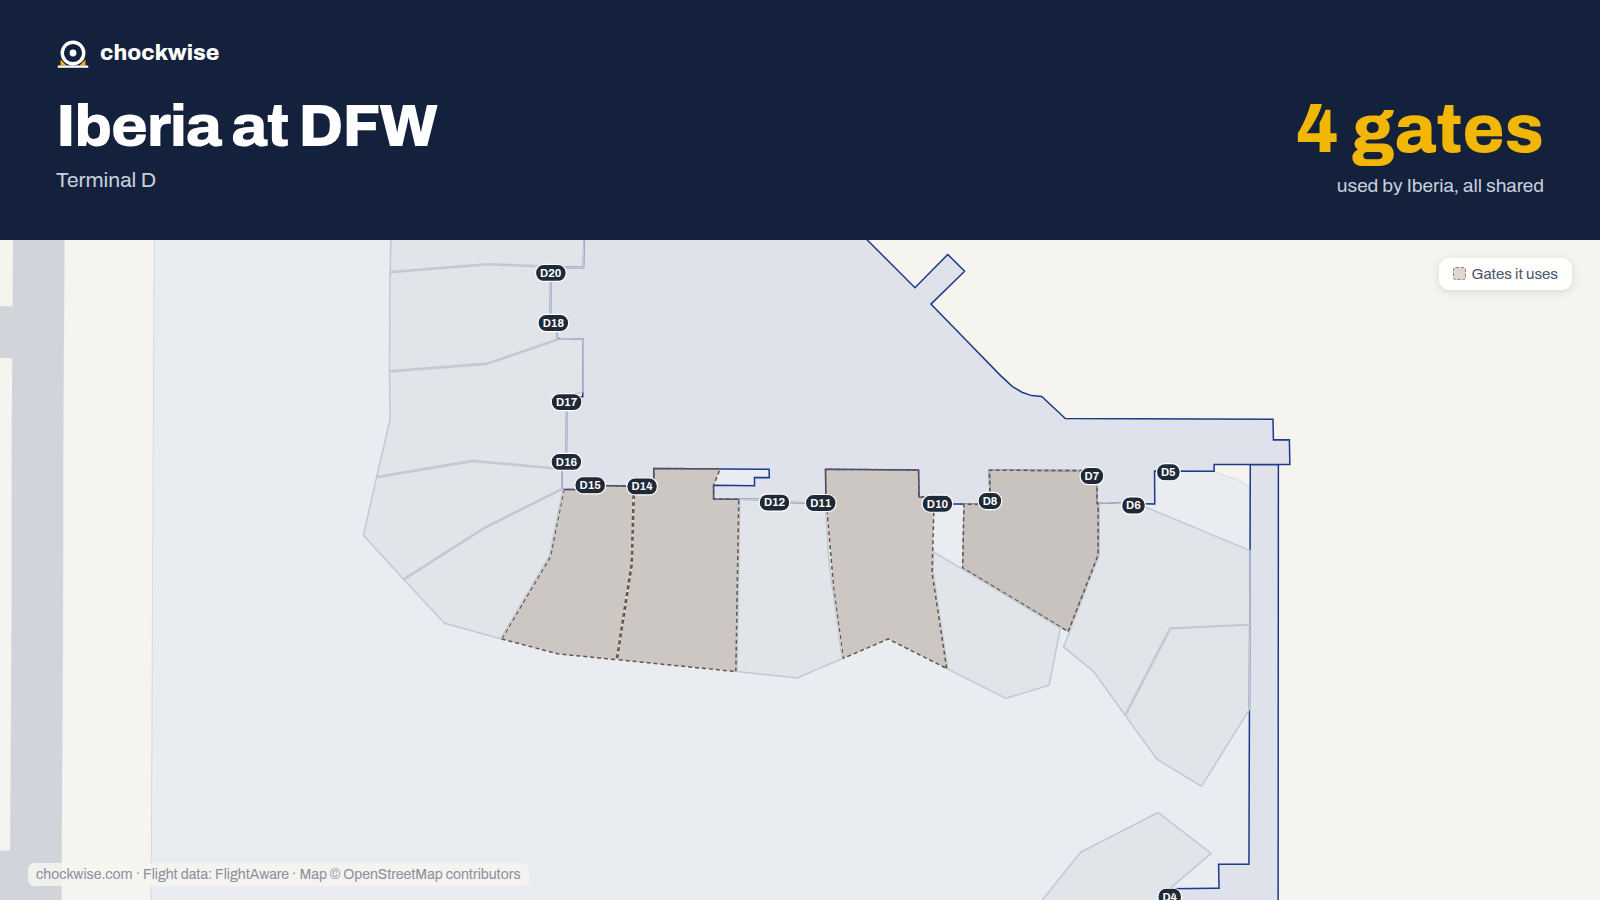 chockwise
Iberia at DFW
Terminal D
4 gates
used by Iberia, all shared
Gates it uses
D20
D18
D17
D16
D15
D14
D12
D11
D10
D8
D7
D6
D5
D4
chockwise.com · Flight data: FlightAware · Map © OpenStreetMap contributors